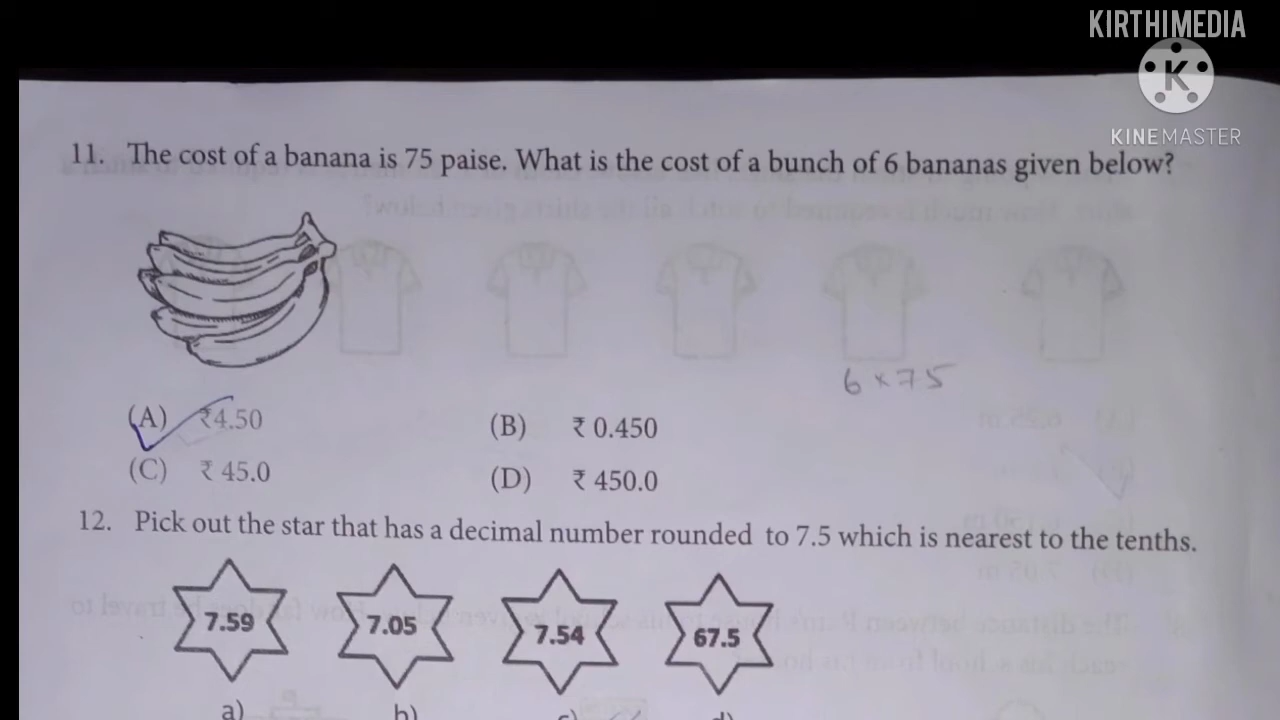 KIRTHIMEDIA
K
KINEMASTER
11. The cost of a banana is 75 paise. What is the cost of a bunch of 6 bananas given below?
6 × 75
(A) ₹4.50 (B) ₹ 0.450
(C) ₹ 45.0 (D) ₹ 450.0
12. Pick out the star that has a decimal number rounded to 7.5 which is nearest to the tenths.
7.59 7.05 7.54 67.5
a) b) c) d)